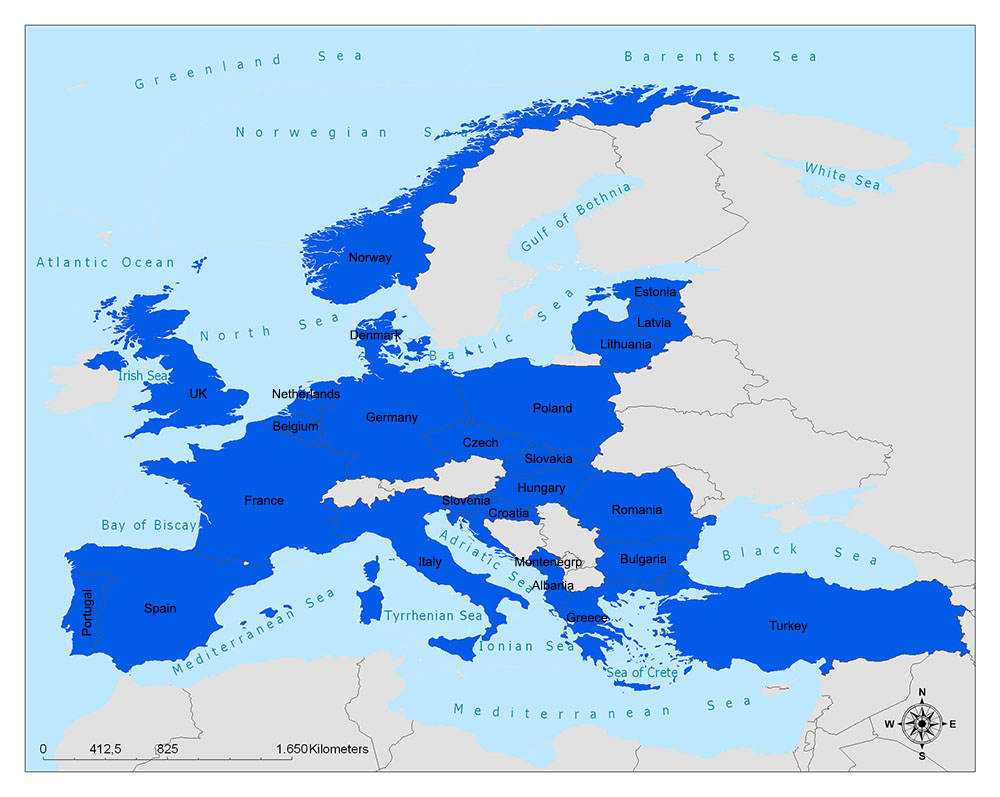 Greenland Sea
Barents Sea
Norwegian Sea
White Sea
Gulf of Bothnia
Atlantic Ocean
Norway
Estonia
North Sea
Baltic Sea
Latvia
Denmark
Lithuania
Irish Sea
UK
Netherlands
Poland
Germany
Belgium
Czech
Slovakia
Hungary
France
Slovenia
Croatia
Romania
Bay of Biscay
Adriatic Sea
Black Sea
Italy
Montenegrp
Bulgaria
Albania
Portugal
Spain
Mediterranean Sea
Tyrrhenian Sea
Greece
Turkey
Ionian Sea
Sea of Crete
Mediterranean Sea
N
W
E
S
0 412,5 825 1.650 Kilometers